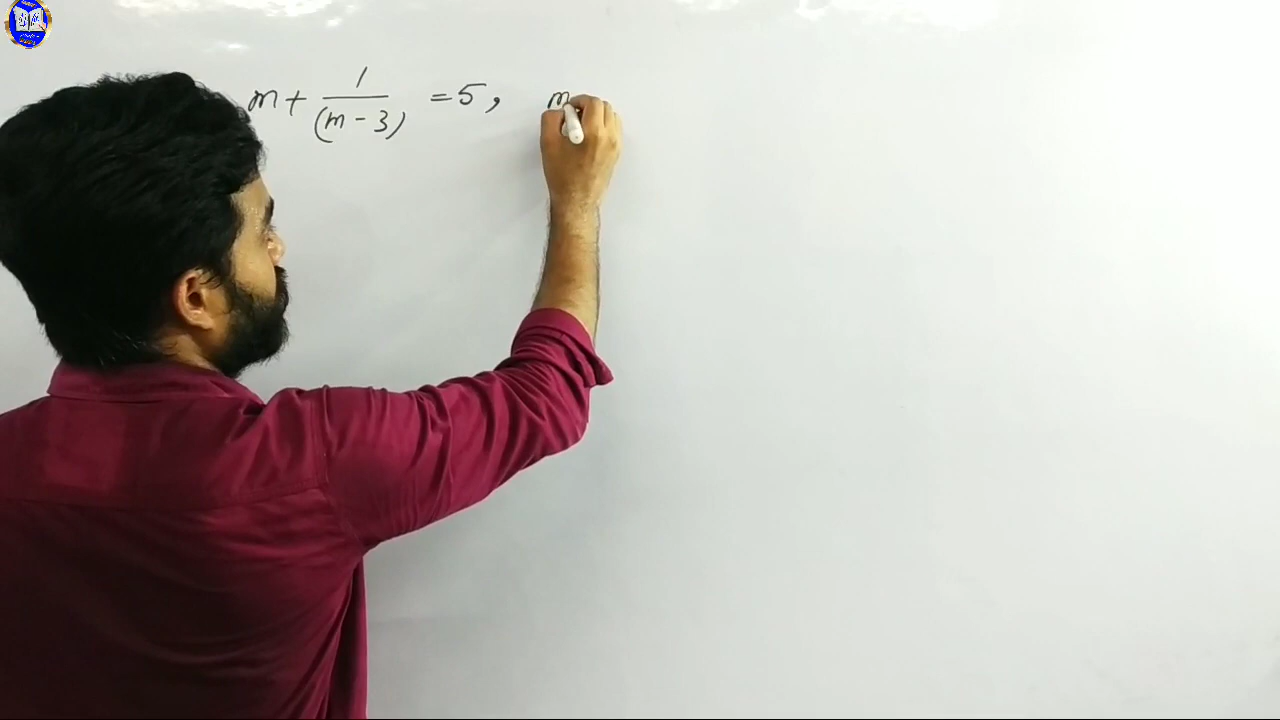 m + 1/(m - 3) = 5, m